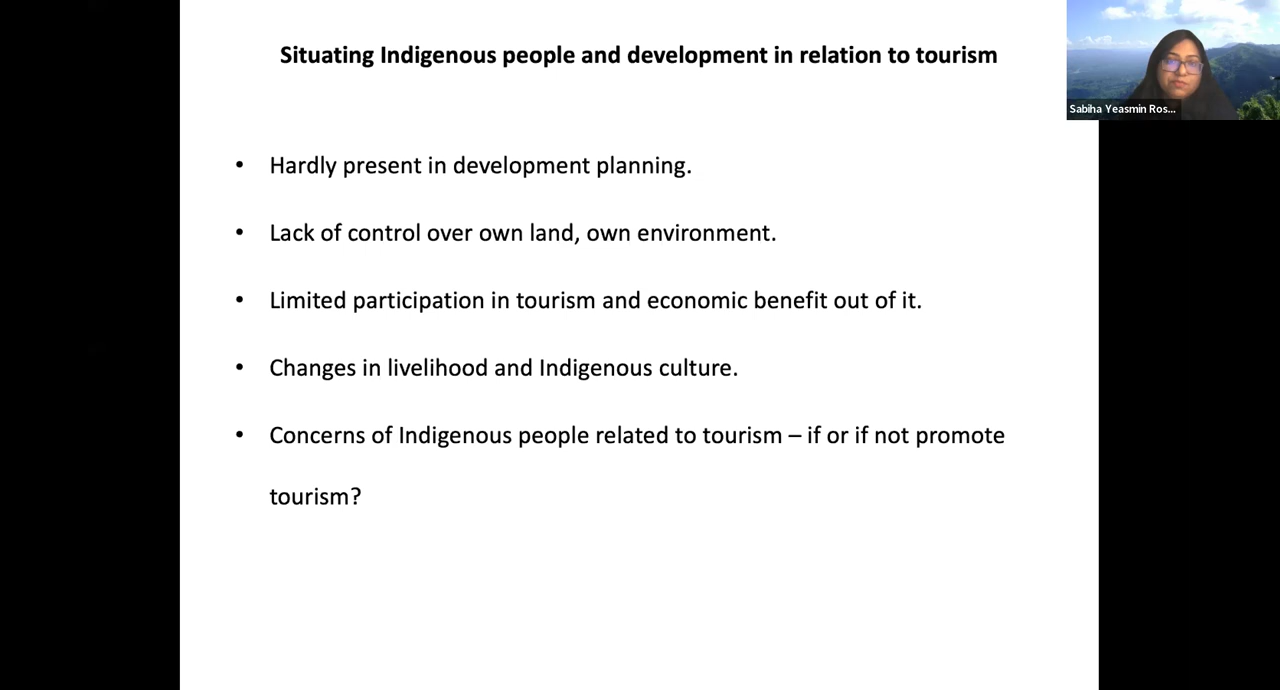 Situating Indigenous people and development in relation to tourism
Sabiha Yeasmin Ros...
• Hardly present in development planning.
• Lack of control over own land, own environment.
• Limited participation in tourism and economic benefit out of it.
• Changes in livelihood and Indigenous culture.
• Concerns of Indigenous people related to tourism – if or if not promote
tourism?